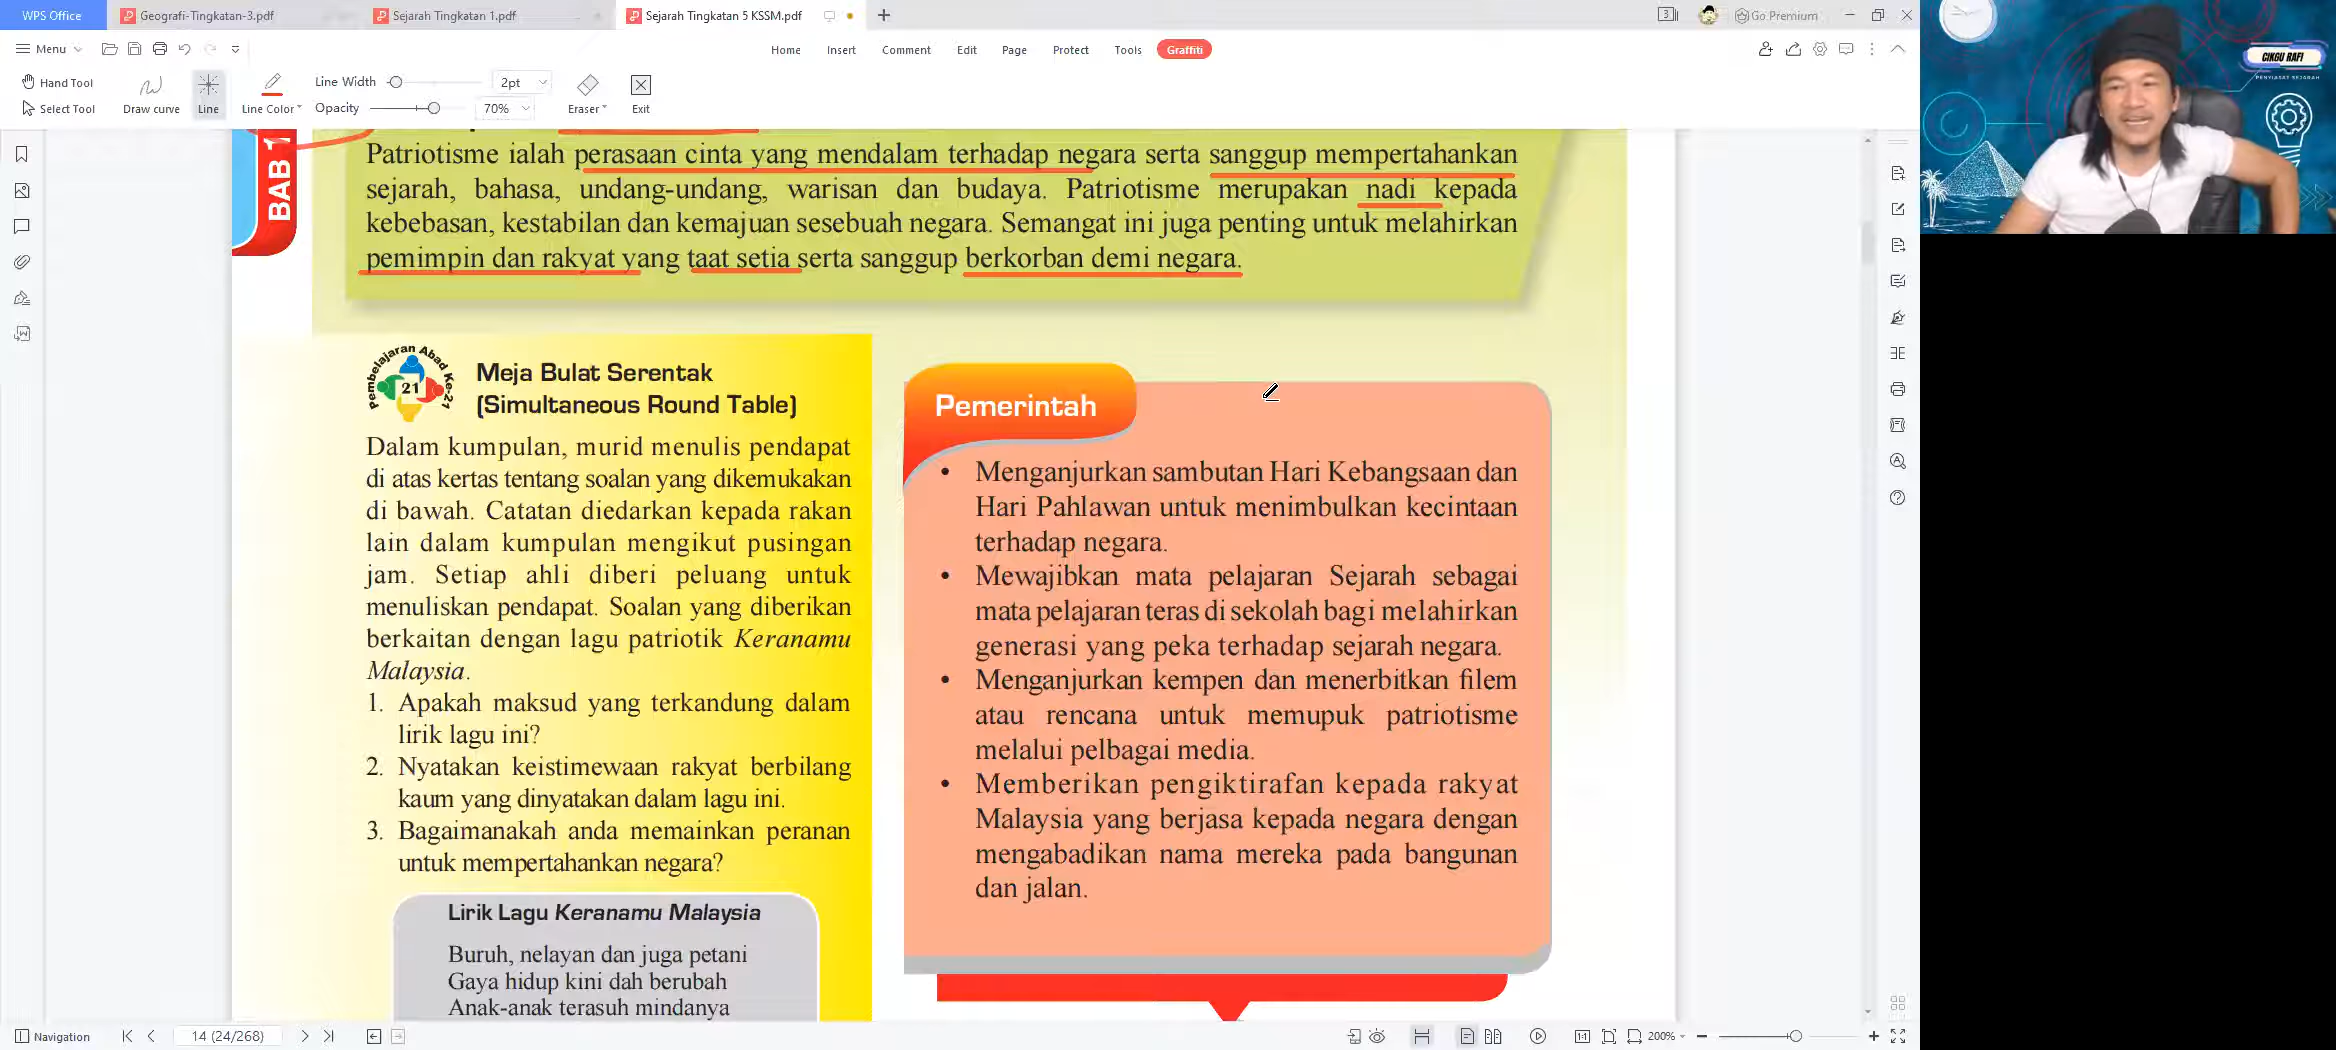 WPS Office
Geografi-Tingkatan-3.pdf
Sejarah Tingkatan 1.pdf
Sejarah Tingkatan 5 KSSM.pdf
Go Premium
Menu
Home
Insert
Comment
Edit
Page
Protect
Tools
Graffiti
Hand Tool
Select Tool
Draw curve
Line
Line Color
Line Width
2pt
Opacity
70%
Eraser
Exit
CIKGU RAFI
PENYIASAT SEJARAH
BAB 1
Patriotisme ialah perasaan cinta yang mendalam terhadap negara serta sanggup mempertahankan
sejarah, bahasa, undang-undang, warisan dan budaya. Patriotisme merupakan nadi kepada
kebebasan, kestabilan dan kemajuan sesebuah negara. Semangat ini juga penting untuk melahirkan
pemimpin dan rakyat yang taat setia serta sanggup berkorban demi negara.
Pembelajaran Abad Ke-21
21
Meja Bulat Serentak
(Simultaneous Round Table)
Dalam kumpulan, murid menulis pendapat
di atas kertas tentang soalan yang dikemukakan
di bawah. Catatan diedarkan kepada rakan
lain dalam kumpulan mengikut pusingan
jam. Setiap ahli diberi peluang untuk
menuliskan pendapat. Soalan yang diberikan
berkaitan dengan lagu patriotik Keranamu
Malaysia.
1. Apakah maksud yang terkandung dalam
lirik lagu ini?
2. Nyatakan keistimewaan rakyat berbilang
kaum yang dinyatakan dalam lagu ini.
3. Bagaimanakah anda memainkan peranan
untuk mempertahankan negara?
Lirik Lagu Keranamu Malaysia
Buruh, nelayan dan juga petani
Gaya hidup kini dah berubah
Anak-anak terasuh mindanya
Pemerintah
• Menganjurkan sambutan Hari Kebangsaan dan
Hari Pahlawan untuk menimbulkan kecintaan
terhadap negara.
• Mewajibkan mata pelajaran Sejarah sebagai
mata pelajaran teras di sekolah bagi melahirkan
generasi yang peka terhadap sejarah negara.
• Menganjurkan kempen dan menerbitkan filem
atau rencana untuk memupuk patriotisme
melalui pelbagai media.
• Memberikan pengiktirafan kepada rakyat
Malaysia yang berjasa kepada negara dengan
mengabadikan nama mereka pada bangunan
dan jalan.
Navigation
14 (24/268)
200%